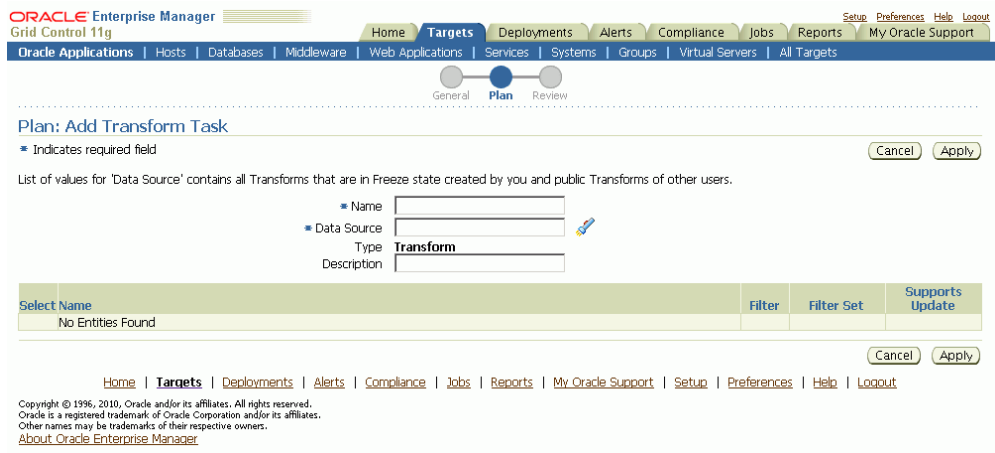 ORACLE Enterprise Manager
Grid Control 11g
Setup Preferences Help Logout
Home Targets Deployments Alerts Compliance Jobs Reports My Oracle Support
Oracle Applications | Hosts | Databases | Middleware | Web Applications | Services | Systems | Groups | Virtual Servers | All Targets
General Plan Review
Plan: Add Transform Task
* Indicates required field
Cancel Apply
List of values for 'Data Source' contains all Transforms that are in Freeze state created by you and public Transforms of other users.
* Name
* Data Source
Type Transform
Description
Select Name Filter Filter Set Supports Update
No Entities Found
Cancel Apply
Home | Targets | Deployments | Alerts | Compliance | Jobs | Reports | My Oracle Support | Setup | Preferences | Help | Logout
Copyright © 1996, 2010, Oracle and/or its affiliates. All rights reserved.
Oracle is a registered trademark of Oracle Corporation and/or its affiliates.
Other names may be trademarks of their respective owners.
About Oracle Enterprise Manager